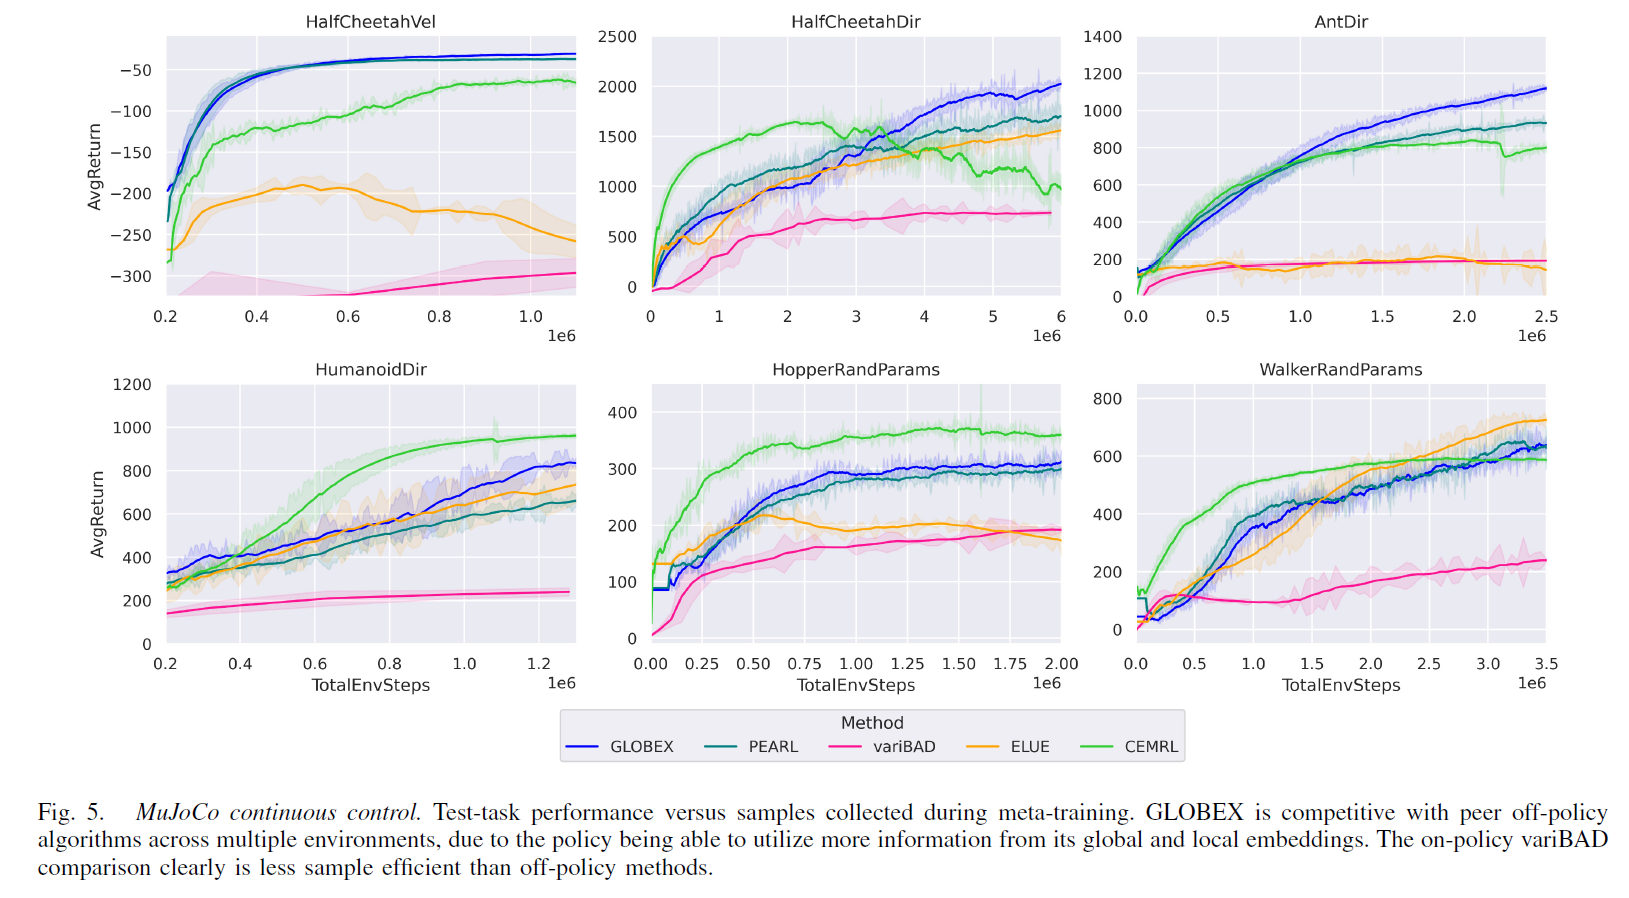 HalfCheetahVel
HalfCheetahDir
AntDir
AvgReturn
−50
−100
−150
−200
−250
−300
0.2 0.4 0.6 0.8 1.0
1e6
2500
2000
1500
1000
500
0
0 1 2 3 4 5 6
1e6
1400
1200
1000
800
600
400
200
0
0.0 0.5 1.0 1.5 2.0 2.5
1e6
HumanoidDir
HopperRandParams
WalkerRandParams
AvgReturn
1200
1000
800
600
400
200
0
0.2 0.4 0.6 0.8 1.0 1.2
1e6
TotalEnvSteps
400
300
200
100
0
0.00 0.25 0.50 0.75 1.00 1.25 1.50 1.75 2.00
1e6
TotalEnvSteps
800
600
400
200
0
0.0 0.5 1.0 1.5 2.0 2.5 3.0 3.5
1e6
TotalEnvSteps
Method
GLOBEX PEARL variBAD ELUE CEMRL
Fig. 5. MuJoCo continuous control. Test-task performance versus samples collected during meta-training. GLOBEX is competitive with peer off-policy
algorithms across multiple environments, due to the policy being able to utilize more information from its global and local embeddings. The on-policy variBAD
comparison clearly is less sample efficient than off-policy methods.